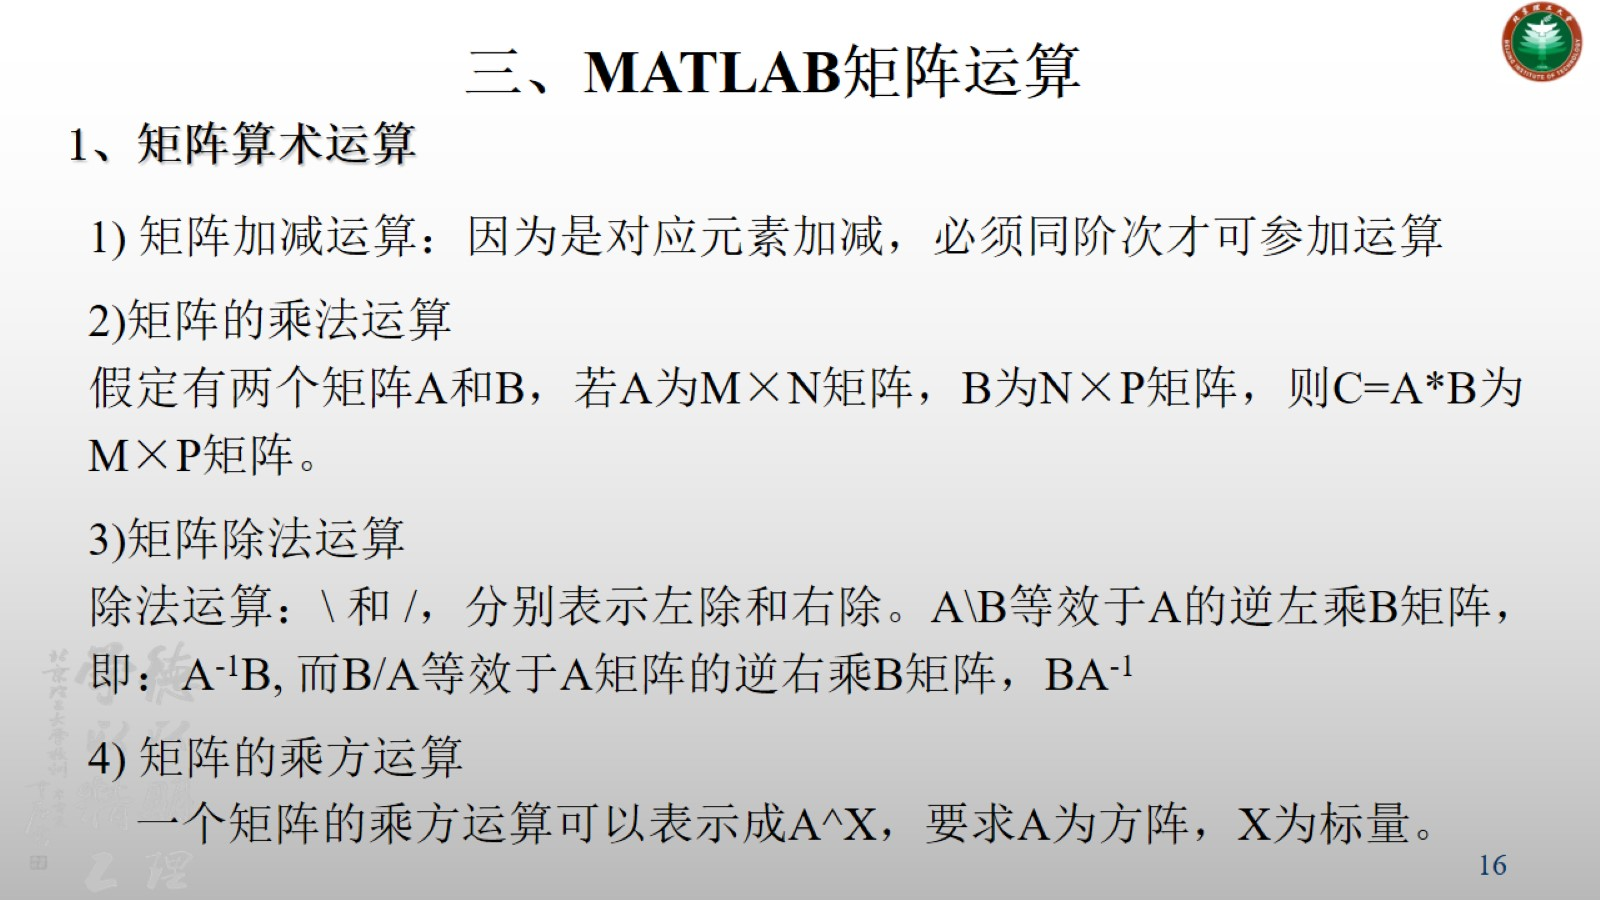 三、MATLAB矩阵运算
1、矩阵算术运算
1) 矩阵加减运算：因为是对应元素加减，必须同阶次才可参加运算
2)矩阵的乘法运算
假定有两个矩阵A和B，若A为M×N矩阵，B为N×P矩阵，则C=A*B为
M×P矩阵。
3)矩阵除法运算
除法运算：\ 和 /，分别表示左除和右除。A\B等效于A的逆左乘B矩阵，
即：A⁻¹B, 而B/A等效于A矩阵的逆右乘B矩阵，BA⁻¹
4) 矩阵的乘方运算
一个矩阵的乘方运算可以表示成A^X，要求A为方阵，X为标量。
16